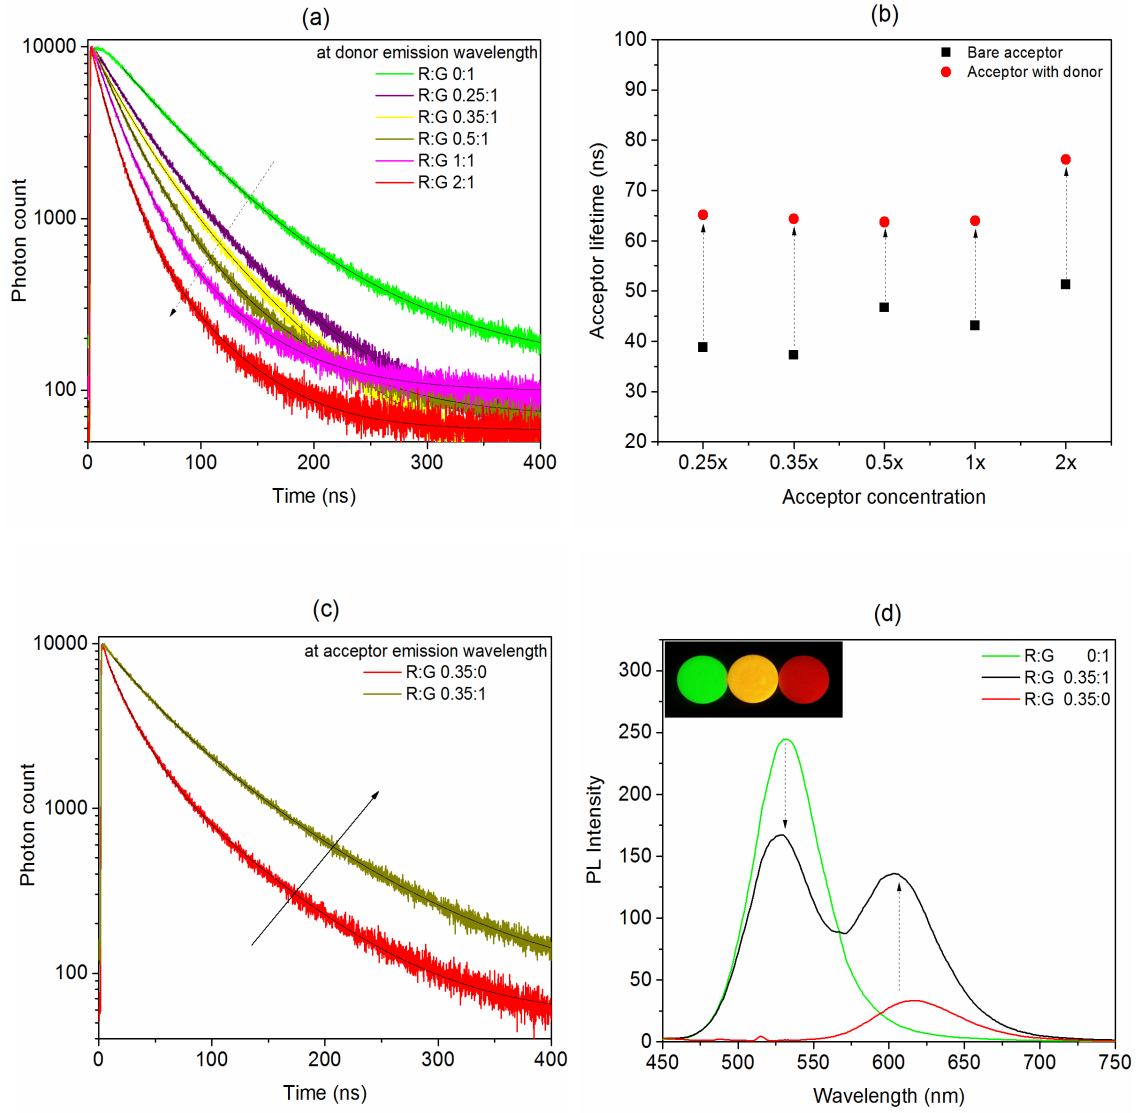 (a)
at donor emission wavelength
R:G 0:1
R:G 0.25:1
R:G 0.35:1
R:G 0.5:1
R:G 1:1
R:G 2:1
10000
1000
100
Photon count
0 100 200 300 400
Time (ns)
(b)
Bare acceptor
Acceptor with donor
100
90
80
70
60
50
40
30
20
Acceptor lifetime (ns)
0.25x 0.35x 0.5x 1x 2x
Acceptor concentration
(c)
at acceptor emission wavelength
R:G 0.35:0
R:G 0.35:1
10000
1000
100
Photon count
0 100 200 300 400
Time (ns)
(d)
R:G 0:1
R:G 0.35:1
R:G 0.35:0
300
250
200
150
100
50
0
PL Intensity
450 500 550 600 650 700 750
Wavelength (nm)